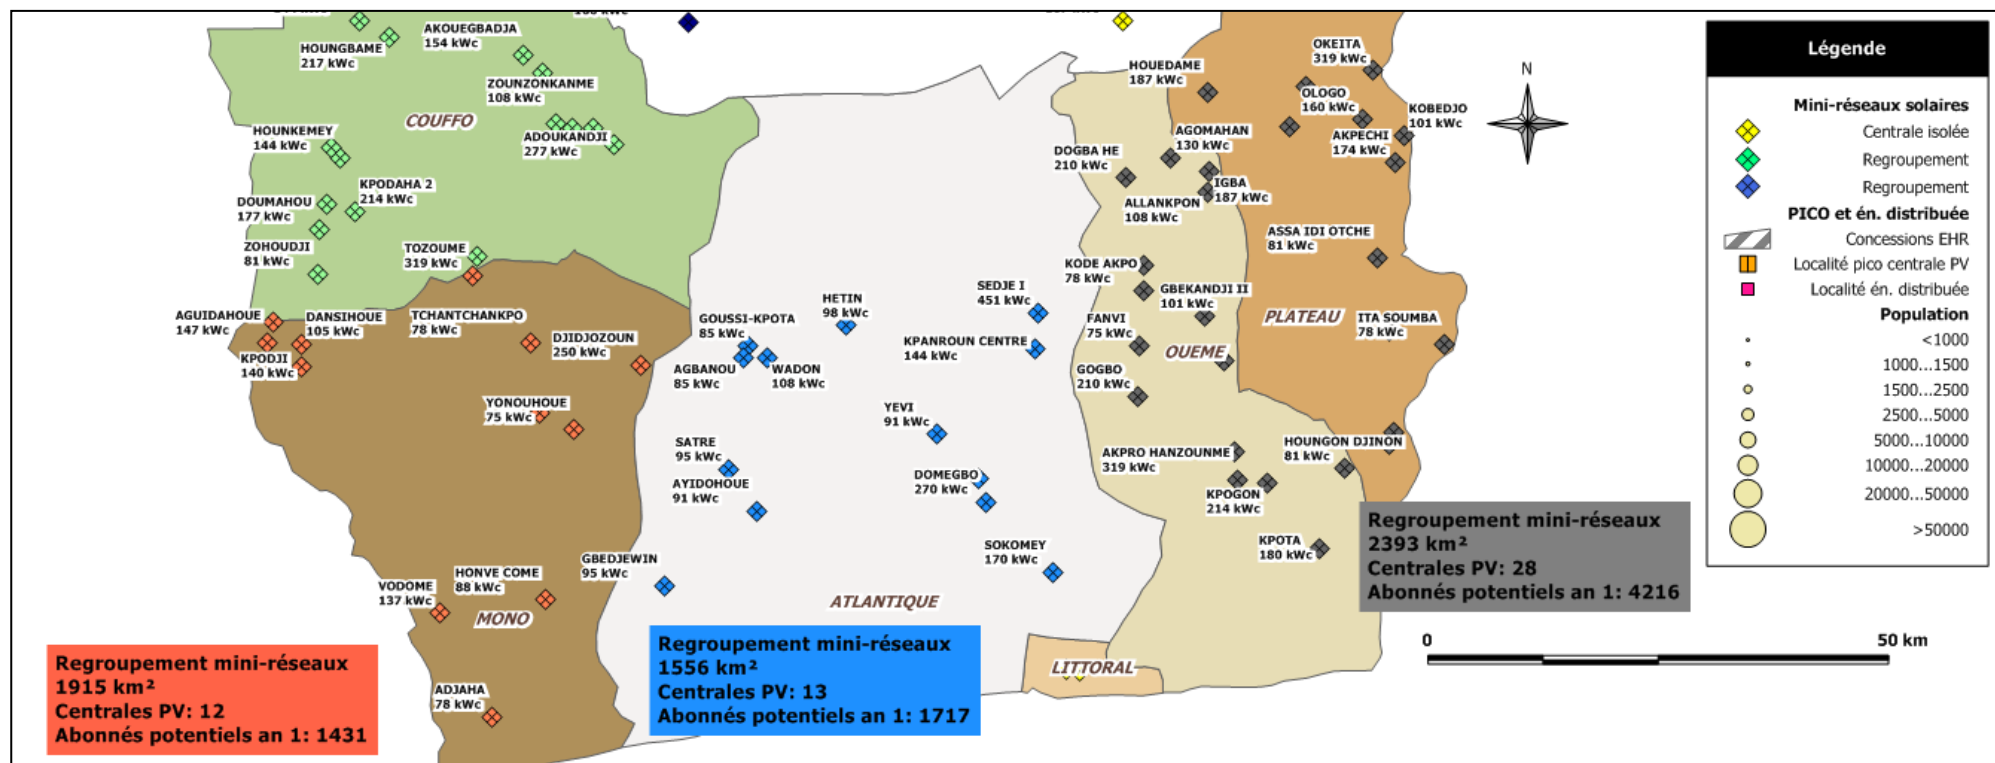 HOUNGBAME
217 kWc
AKOUEGBADJA
154 kWc
ZOUNZONKANME
108 kWc
COUFFO
HOUNKEMEY
144 kWc
ADOUKANDJI
277 kWc
KPODAHA 2
214 kWc
DOUMAHOU
177 kWc
ZOHOUDJI
81 kWc
TOZOUME
319 kWc
AGUIDAHOUE
147 kWc
DANSIHOUE
105 kWc
KPODJI
140 kWc
TCHANTCHANKPO
78 kWc
DJIDJOZOUN
250 kWc
YONOUHOUE
75 kWc
VODOME
137 kWc
HONVE COME
88 kWc
MONO
ADJAHA
78 kWc
GOUSSI-KPOTA
85 kWc
HETIN
98 kWc
SEDJE I
451 kWc
AGBANOU
85 kWc
WADON
108 kWc
KPANROUN CENTRE
144 kWc
YEVI
91 kWc
SATRE
95 kWc
AYIDOHOUE
91 kWc
DOMEGBO
270 kWc
GBEDJEWIN
95 kWc
SOKOMEY
170 kWc
ATLANTIQUE
LITTORAL
HOUEDAME
187 kWc
OKEITA
319 kWc
OLOGO
160 kWc
KOBEDJO
101 kWc
AKPECHI
174 kWc
AGOMAHAN
130 kWc
DOGBA HE
210 kWc
IGBA
187 kWc
ALLANKPON
108 kWc
ASSA IDI OTCHE
81 kWc
KODE AKPO
78 kWc
GBEKANDJI II
101 kWc
PLATEAU
ITA SOUMBA
78 kWc
FANVI
75 kWc
OUEME
GOGBO
210 kWc
AKPRO HANZOUNME
319 kWc
HOUNGON DJINON
81 kWc
KPOGON
214 kWc
KPOTA
180 kWc
Regroupement mini-réseaux
1915 km²
Centrales PV: 12
Abonnés potentiels an 1: 1431
Regroupement mini-réseaux
1556 km²
Centrales PV: 13
Abonnés potentiels an 1: 1717
Regroupement mini-réseaux
2393 km²
Centrales PV: 28
Abonnés potentiels an 1: 4216
N
0 50 km
Légende
Mini-réseaux solaires
Centrale isolée
Regroupement
Regroupement
PICO et én. distribuée
Concessions EHR
Localité pico centrale PV
Localité én. distribuée
Population
<1000
1000...1500
1500...2500
2500...5000
5000...10000
10000...20000
20000...50000
>50000